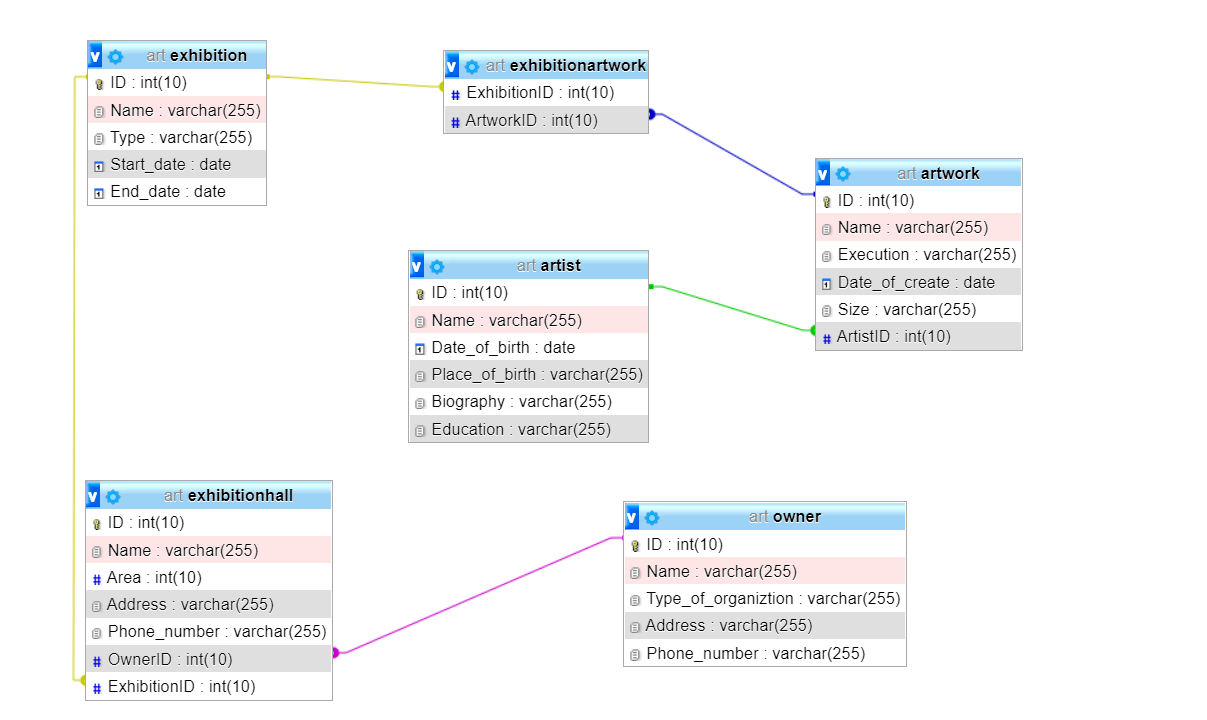 v art exhibition
ID : int(10)
Name : varchar(255)
Type : varchar(255)
Start_date : date
End_date : date
v art exhibitionartwork
ExhibitionID : int(10)
ArtworkID : int(10)
v art artwork
ID : int(10)
Name : varchar(255)
Execution : varchar(255)
Date_of_create : date
Size : varchar(255)
ArtistID : int(10)
v art artist
ID : int(10)
Name : varchar(255)
Date_of_birth : date
Place_of_birth : varchar(255)
Biography : varchar(255)
Education : varchar(255)
v art exhibitionhall
ID : int(10)
Name : varchar(255)
Area : int(10)
Address : varchar(255)
Phone_number : varchar(255)
OwnerID : int(10)
ExhibitionID : int(10)
v art owner
ID : int(10)
Name : varchar(255)
Type_of_organiztion : varchar(255)
Address : varchar(255)
Phone_number : varchar(255)